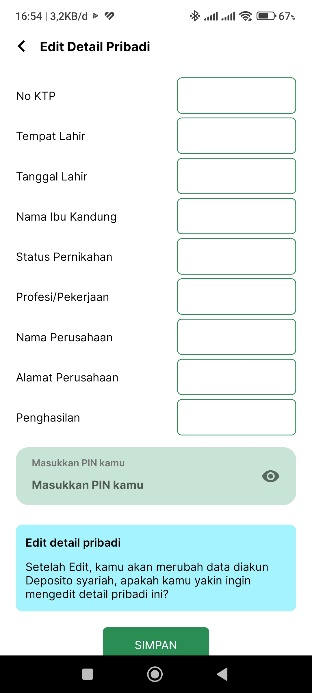 16:54 | 3,2KB/d
67%
Edit Detail Pribadi
No KTP
Tempat Lahir
Tanggal Lahir
Nama Ibu Kandung
Status Pernikahan
Profesi/Pekerjaan
Nama Perusahaan
Alamat Perusahaan
Penghasilan
Masukkan PIN kamu
Masukkan PIN kamu
Edit detail pribadi
Setelah Edit, kamu akan merubah data diakun
Deposito syariah, apakah kamu yakin ingin
mengedit detail pribadi ini?
SIMPAN